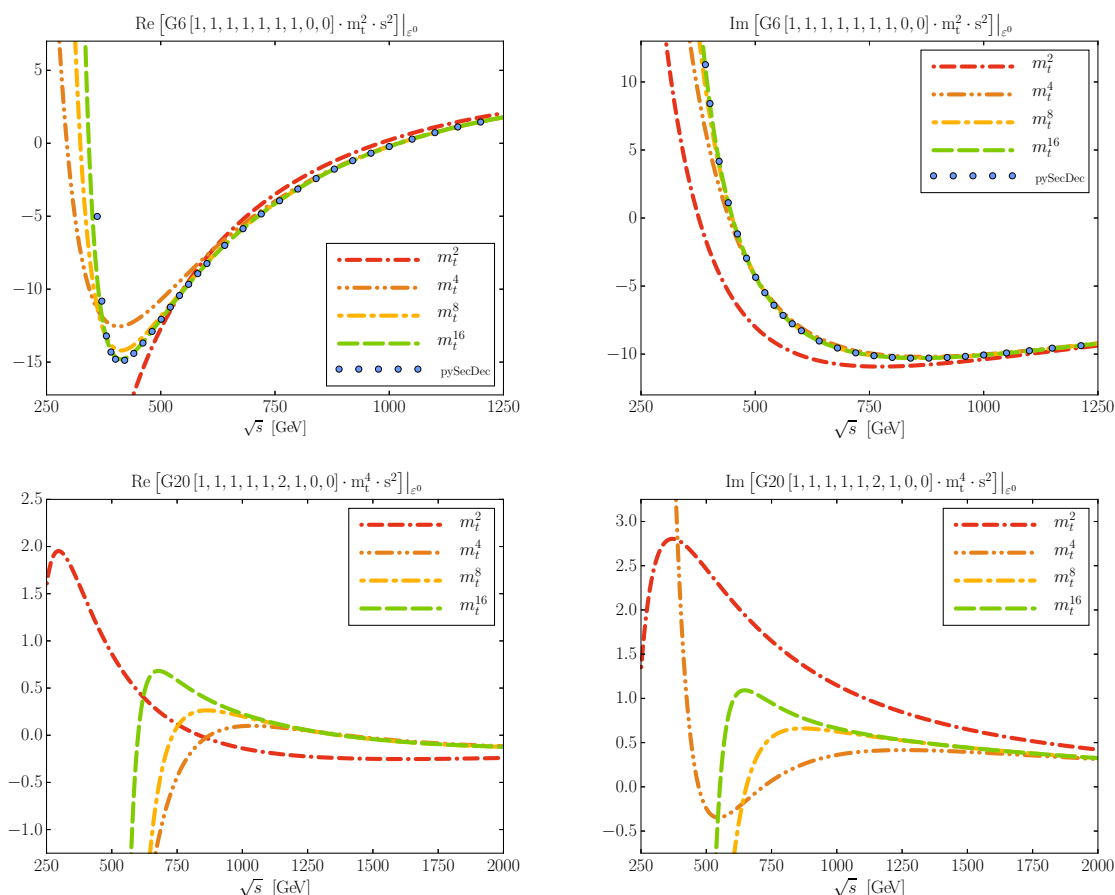 Re [G6 [1, 1, 1, 1, 1, 1, 1, 0, 0] · m_t^2 · s^2]|_ε^0
5
0
−5
−10
−15
m_t^2
m_t^4
m_t^8
m_t^16
pySecDec
250 500 750 1000 1250
√s [GeV]
Im [G6 [1, 1, 1, 1, 1, 1, 1, 0, 0] · m_t^2 · s^2]|_ε^0
10
5
0
−5
−10
m_t^2
m_t^4
m_t^8
m_t^16
pySecDec
250 500 750 1000 1250
√s [GeV]
Re [G20 [1, 1, 1, 1, 1, 2, 1, 0, 0] · m_t^4 · s^2]|_ε^0
2.5
2.0
1.5
1.0
0.5
0.0
−0.5
−1.0
m_t^2
m_t^4
m_t^8
m_t^16
250 500 750 1000 1250 1500 1750 2000
√s [GeV]
Im [G20 [1, 1, 1, 1, 1, 2, 1, 0, 0] · m_t^4 · s^2]|_ε^0
3.0
2.5
2.0
1.5
1.0
0.5
0.0
−0.5
m_t^2
m_t^4
m_t^8
m_t^16
250 500 750 1000 1250 1500 1750 2000
√s [GeV]